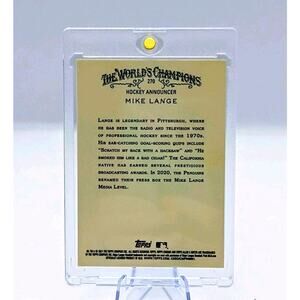 THE WORLD'S CHAMPIONS
270
HOCKEY ANNOUNCER
MIKE LANGE
LANGE IS LEGENDARY IN PITTSBURGH, WHERE
HE HAS BEEN THE RADIO AND TELEVISION VOICE
OF PROFESSIONAL HOCKEY SINCE THE 1970S.
HIS EAR-CATCHING GOAL-SCORING QUIPS INCLUDE
"SCRATCH MY BACK WITH A HACKSAW" AND "HE
SMOKED HIM LIKE A BAD CIGAR!" THE CALIFORNIA
NATIVE HAS EARNED SEVERAL PRESTIGIOUS
BROADCASTING AWARDS. IN 2020, THE PENGUINS
RENAMED THEIR PRESS BOX THE MIKE LANGE
MEDIA LEVEL.
Topps